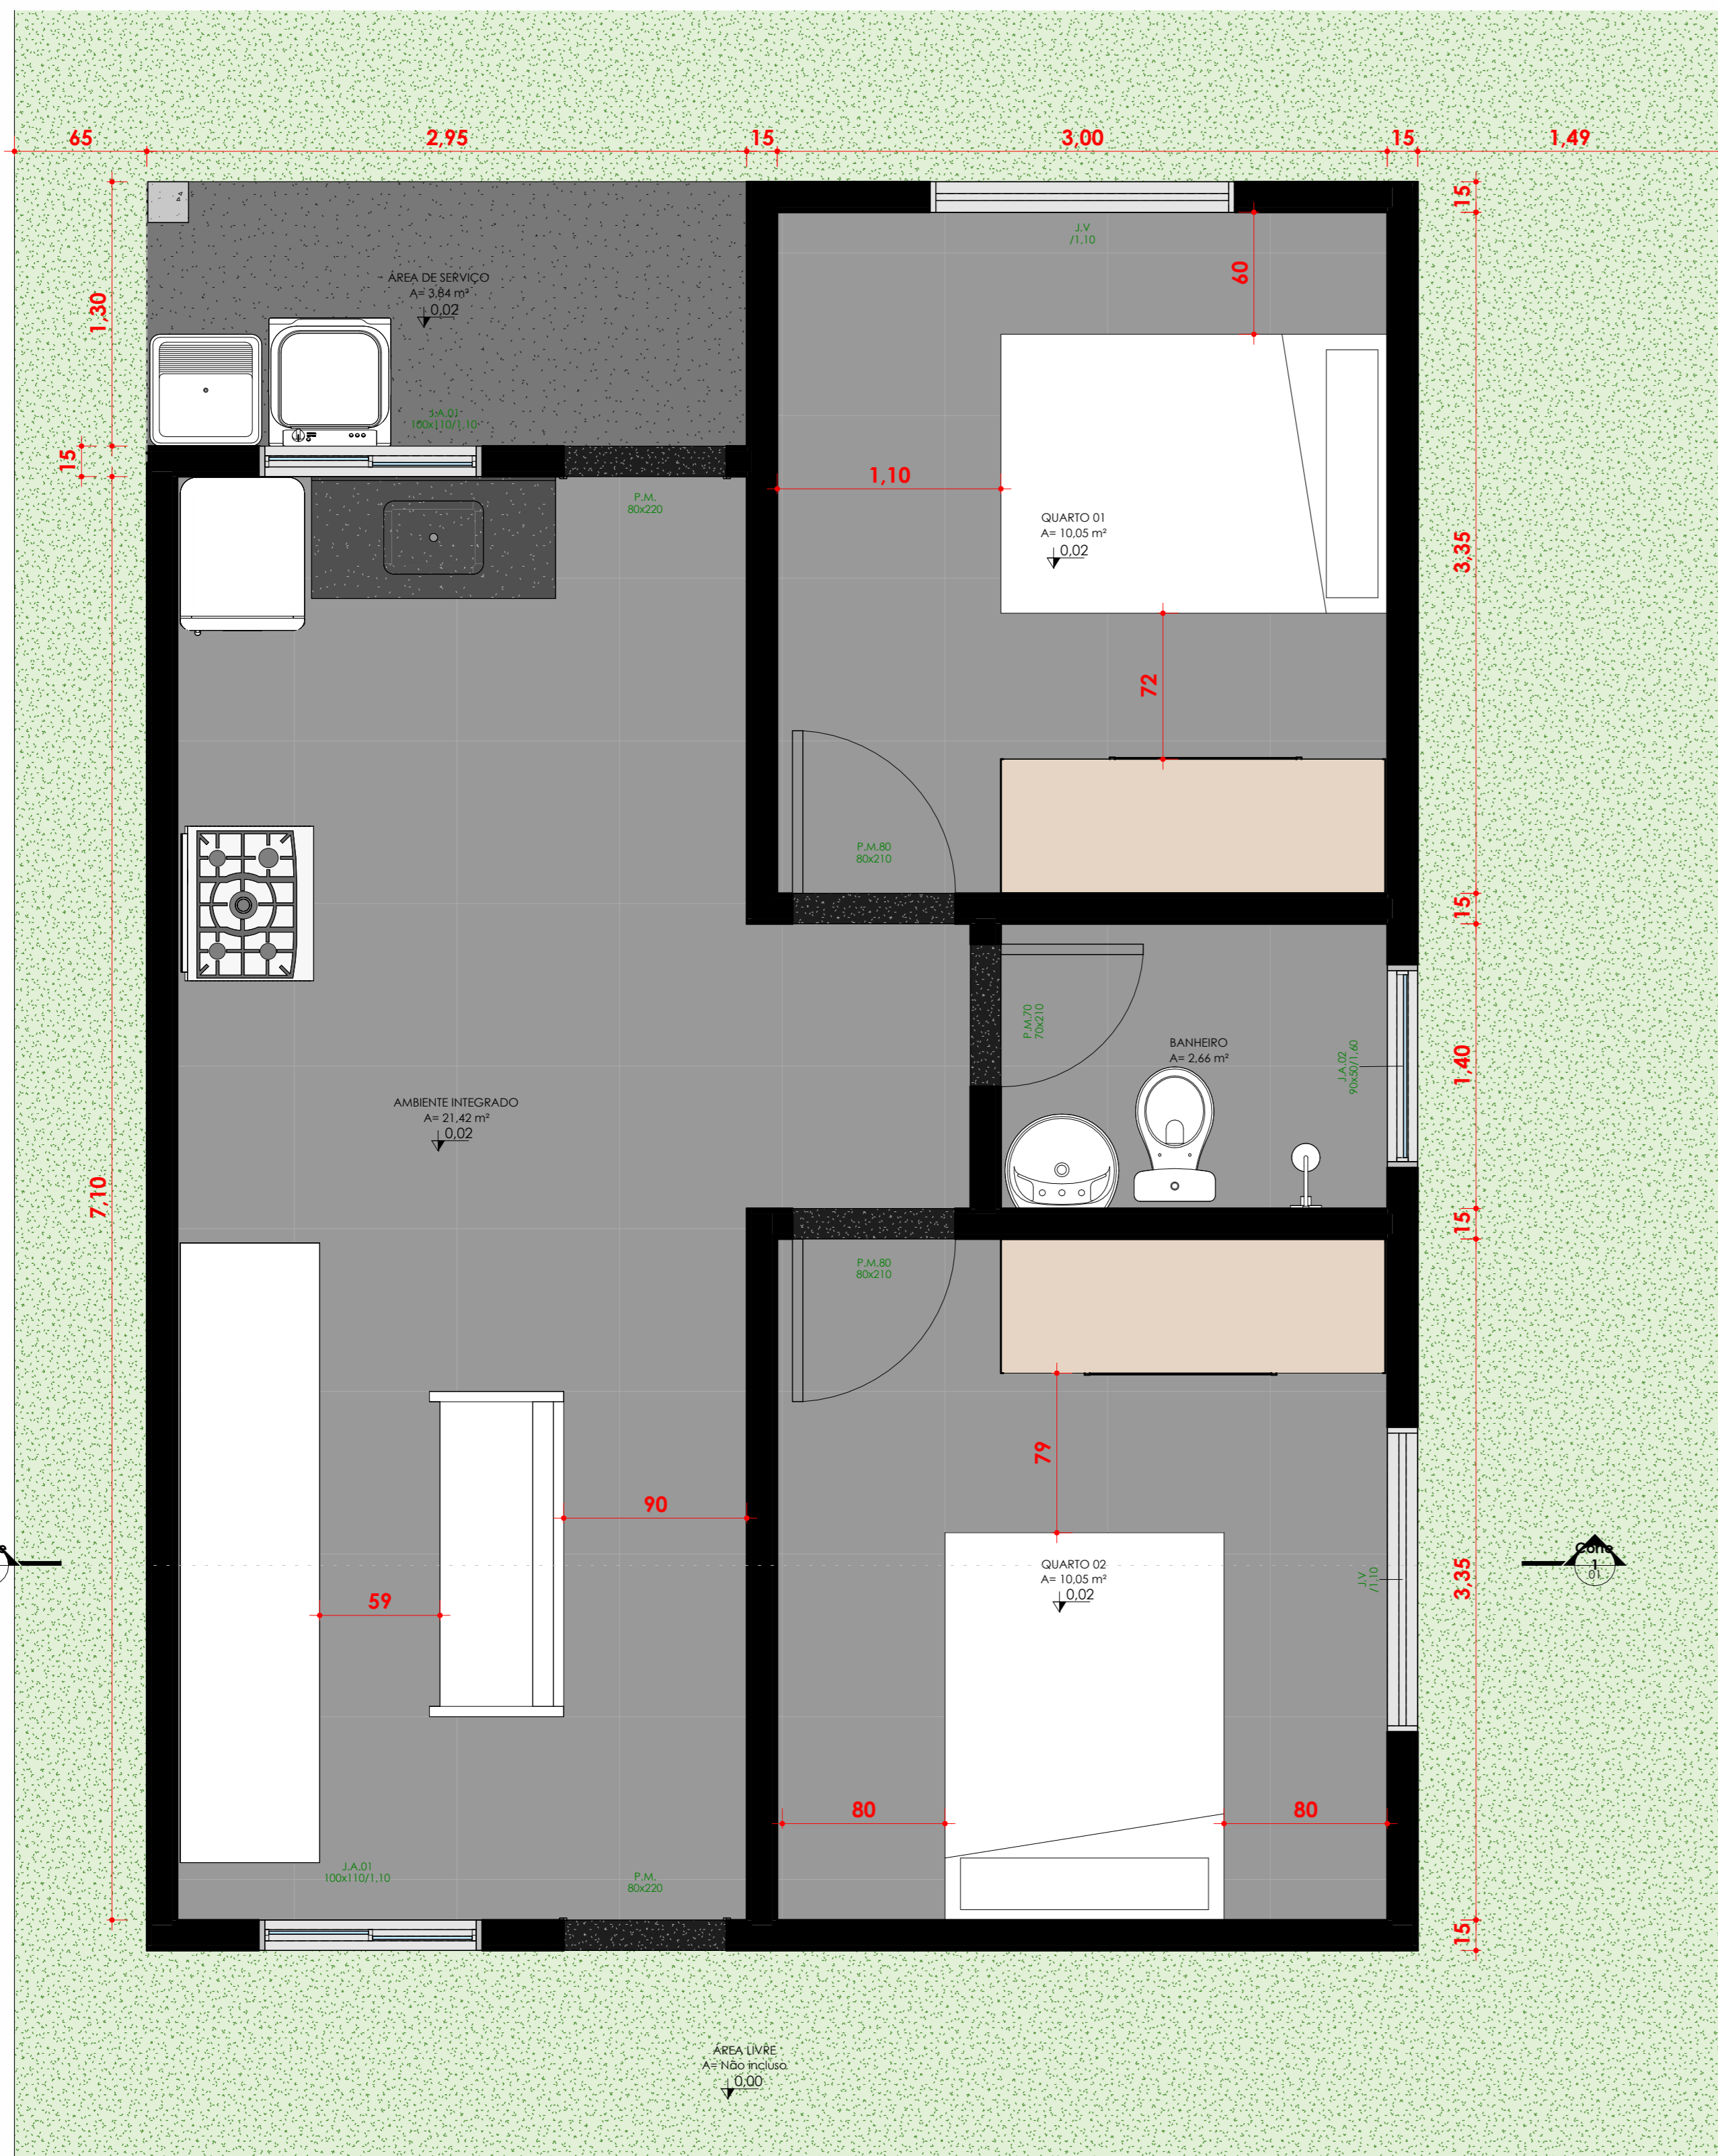 65
2,95
15
3,00
15
1,49
15
ÁREA DE SERVIÇO
A= 3,84 m²
0,02
J.V
/1,10
60
1,30
J.A.01
100x110/1,10
15
P.M.
80x220
1,10
QUARTO 01
A= 10,05 m²
0,02
3,35
72
P.M.80
80x210
15
P.M.70
70x210
BANHEIRO
A= 2,66 m²
J.A.02
90x50/1,60
1,40
AMBIENTE INTEGRADO
A= 21,42 m²
0,02
7,10
15
P.M.80
80x210
79
90
QUARTO 02
A= 10,05 m²
0,02
J.V
/1,10
3,35
Corte
1
01
59
80
80
J.A.01
100x110/1,10
P.M.
80x220
15
ÁREA LIVRE
A= Não incluso
0,00